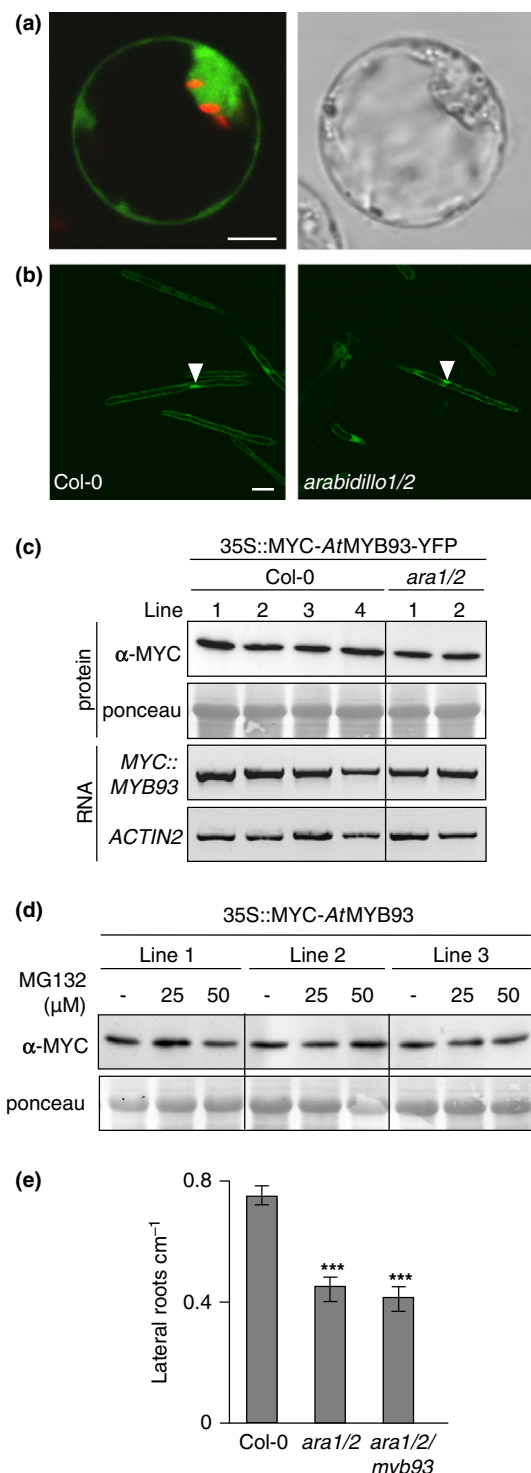 (a)
(b)
Col-0
arabidillo1/2
(c)
35S::MYC-AtMYB93-YFP
Col-0 ara1/2
Line 1 2 3 4 1 2
protein
α-MYC
ponceau
RNA
MYC::
MYB93
ACTIN2
(d)
35S::MYC-AtMYB93
Line 1 Line 2 Line 3
MG132
(μM)
- 25 50 - 25 50 - 25 50
α-MYC
ponceau
(e)
Lateral roots cm⁻¹
0.8
0.4
0
***
***
Col-0 ara1/2 ara1/2/
myb93